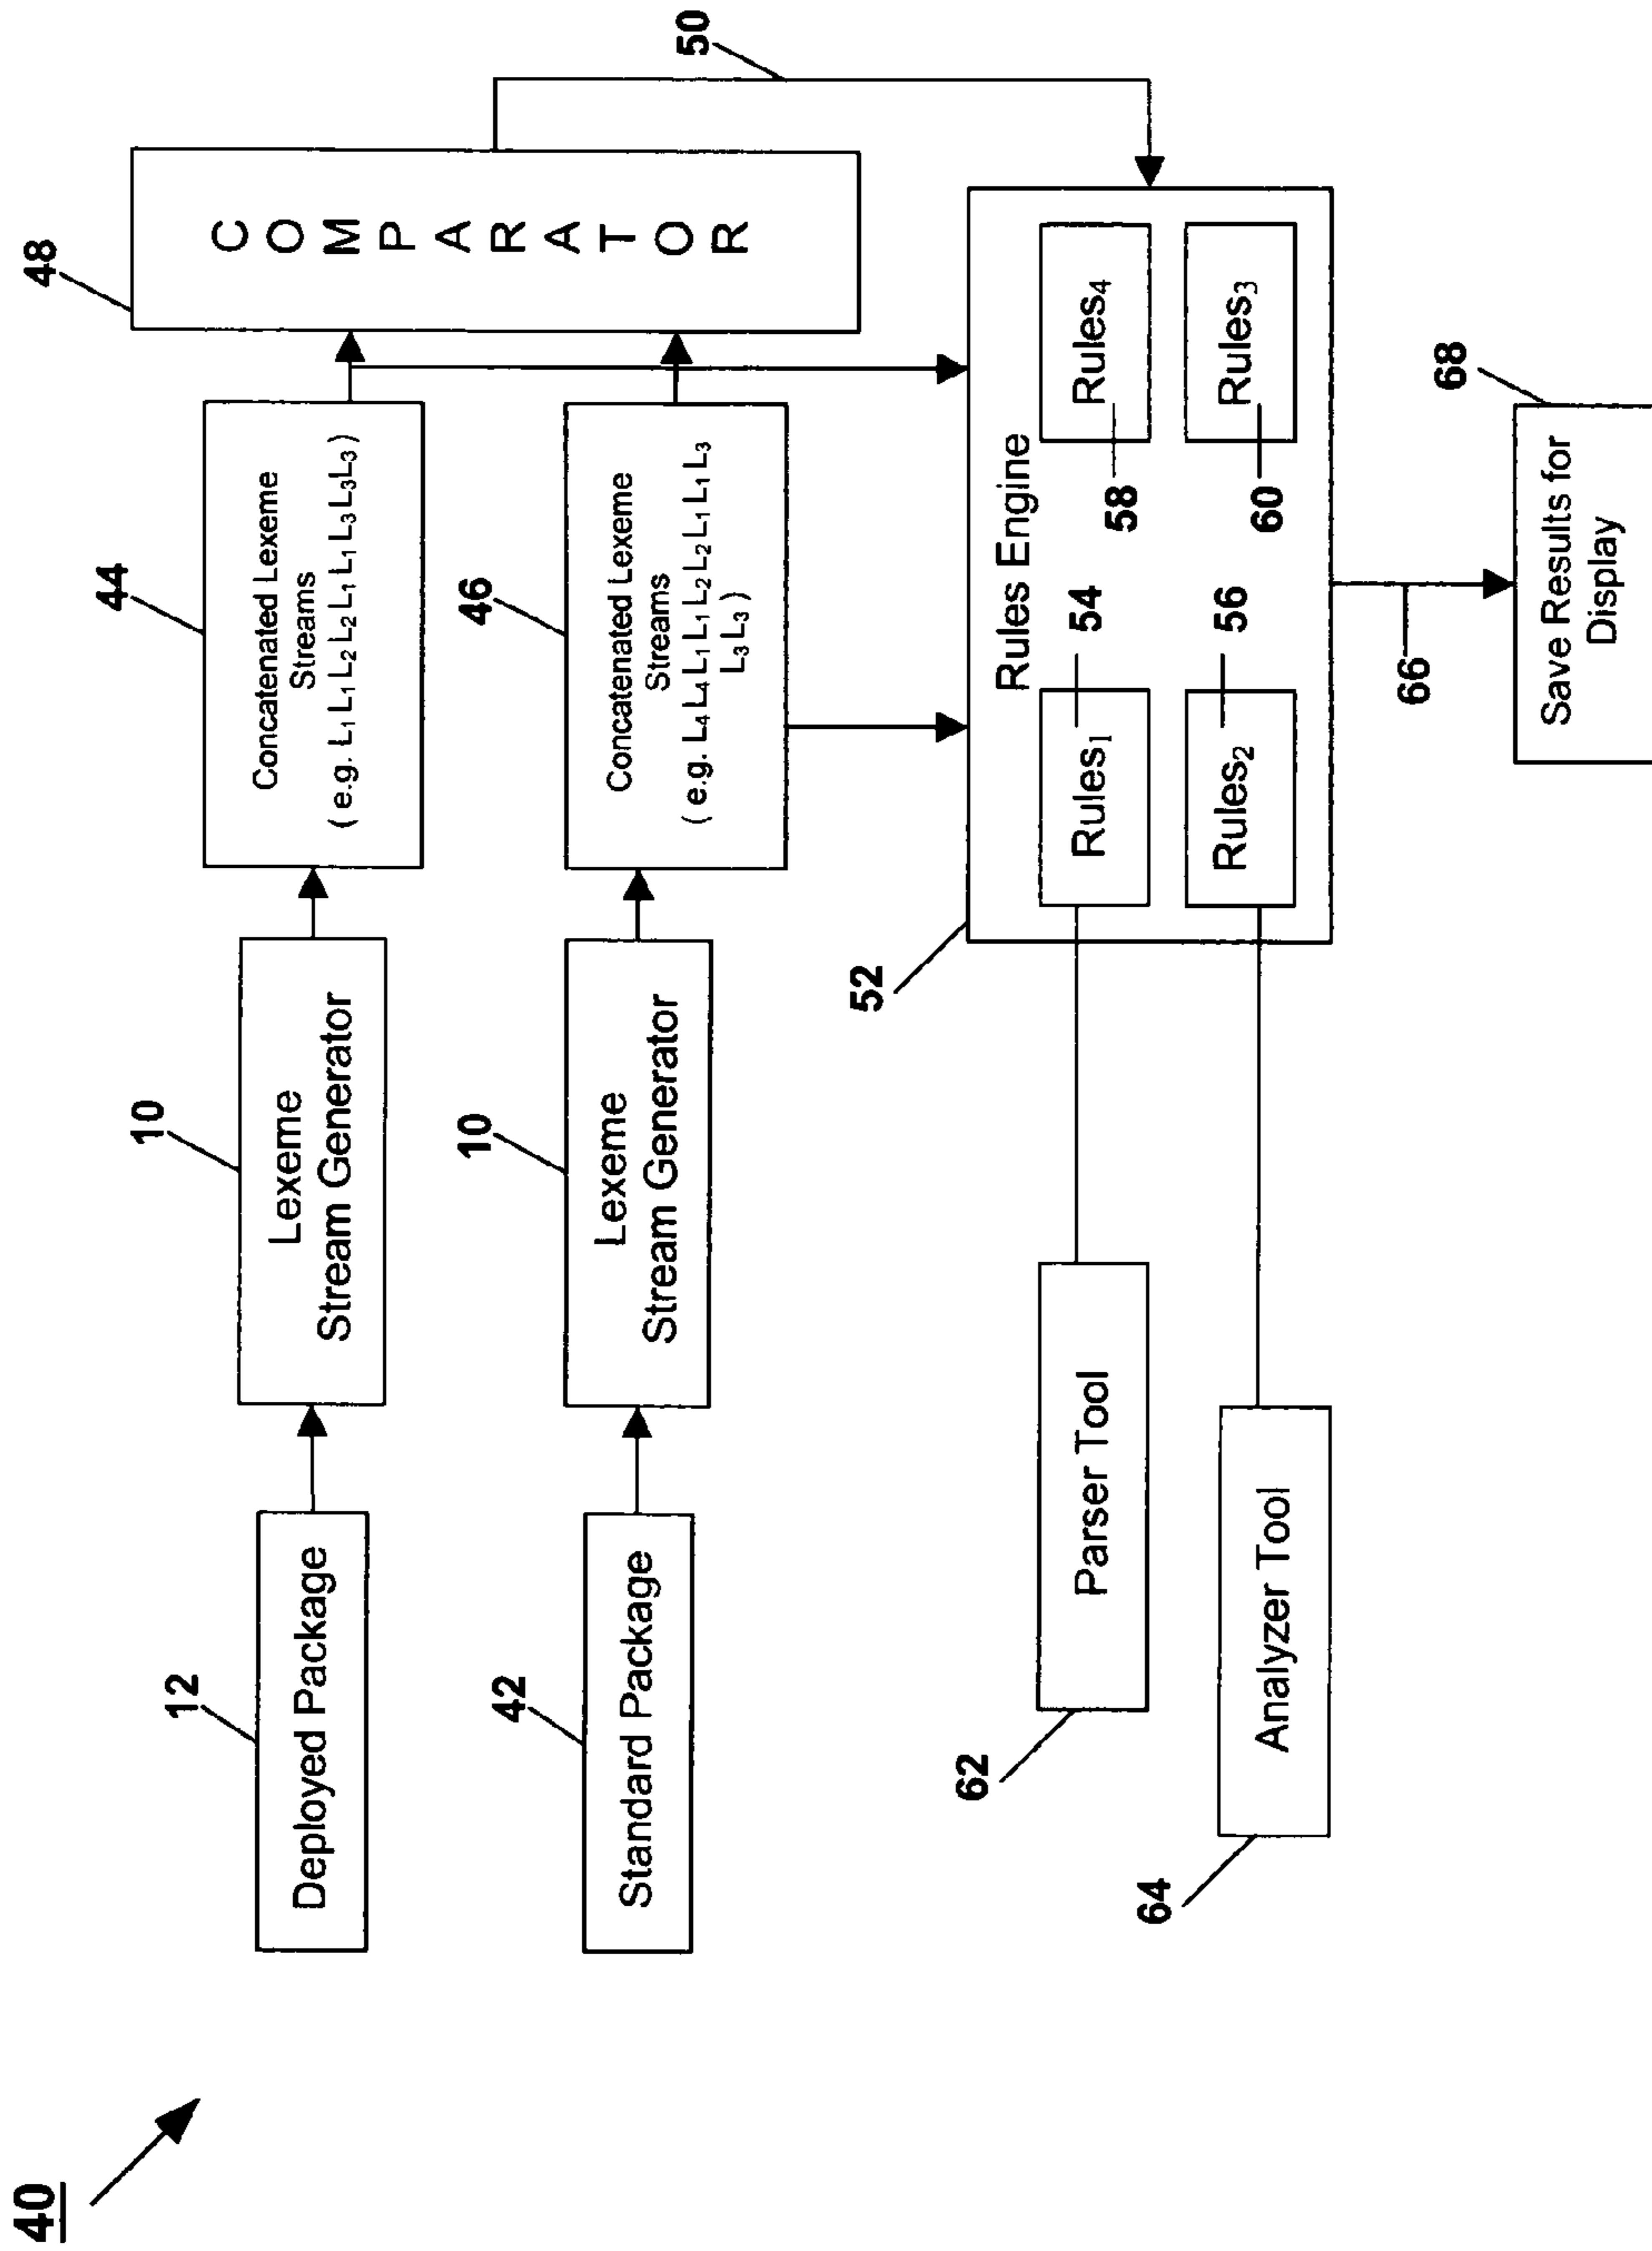 40
12
Deployed Package
10
Lexeme
Stream Generator
44
Concatenated Lexeme
Streams
( e.g. L₁ L₁ L₂ L₂ L₁ L₁ L₃ L₃)
48
COMPARATOR
50
42
Standard Package
10
Lexeme
Stream Generator
46
Concatenated Lexeme
Streams
( e.g. L₄ L₄ L₁ L₁ L₂ L₂ L₁ L₁ L₃
L₃ L₃ )
52
Rules Engine
Rules₁
54
58
Rules₄
Rules₂
56
60
Rules₃
62
Parser Tool
64
Analyzer Tool
66
68
Save Results for
Display